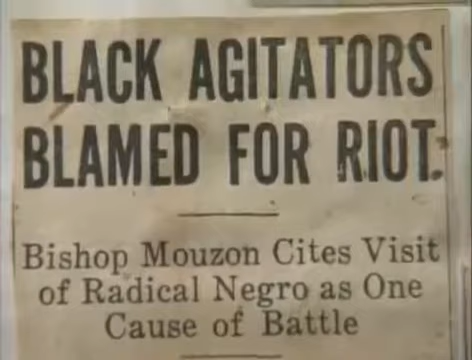 BLACK AGITATORS
BLAMED FOR RIOT.
Bishop Mouzon Cites Visit
of Radical Negro as One
Cause of Battle